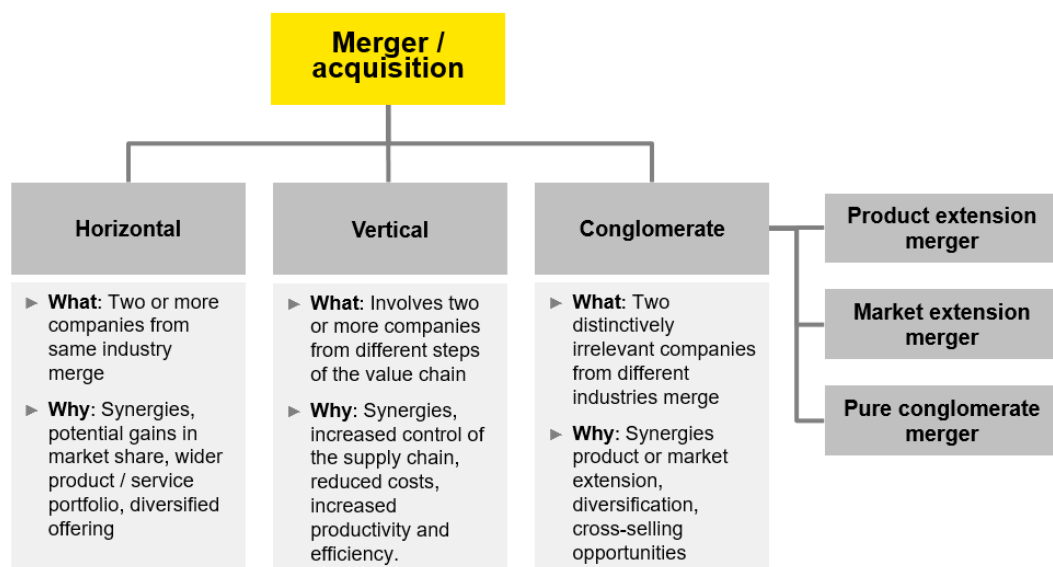 Merger /
acquisition
Horizontal
Vertical
Conglomerate
Product extension
merger
Market extension
merger
Pure conglomerate
merger
► What: Two or more
companies from
same industry
merge
► Why: Synergies,
potential gains in
market share, wider
product / service
portfolio, diversified
offering
► What: Involves two
or more companies
from different steps
of the value chain
► Why: Synergies,
increased control of
the supply chain,
reduced costs,
increased
productivity and
efficiency.
► What: Two
distinctively
irrelevant companies
from different
industries merge
► Why: Synergies
product or market
extension,
diversification,
cross-selling
opportunities